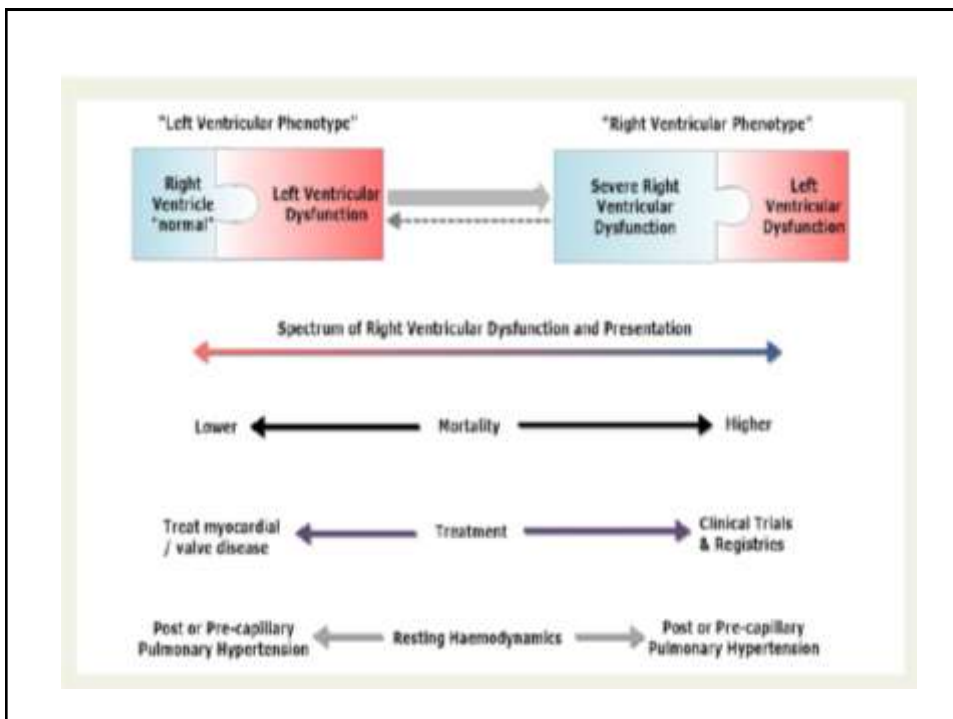 "Left Ventricular Phenotype"
"Right Ventricular Phenotype"
Right
Ventricle
"normal"
Left Ventricular
Dysfunction
Severe Right
Ventricular
Dysfunction
Left
Ventricular
Dysfunction
Spectrum of Right Ventricular Dysfunction and Presentation
Lower
Mortality
Higher
Treat myocardial
/ valve disease
Treatment
Clinical Trials
& Registries
Post or Pre-capillary
Pulmonary Hypertension
Resting Haemodynamics
Post or Pre-capillary
Pulmonary Hypertension